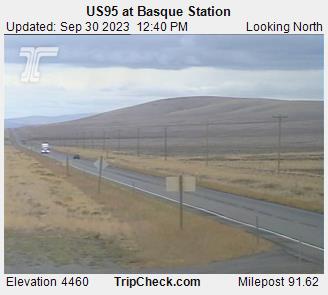 US95 at Basque Station
Updated: Sep 30 2023 12:40 PM Looking North
Elevation 4460 TripCheck.com Milepost 91.62